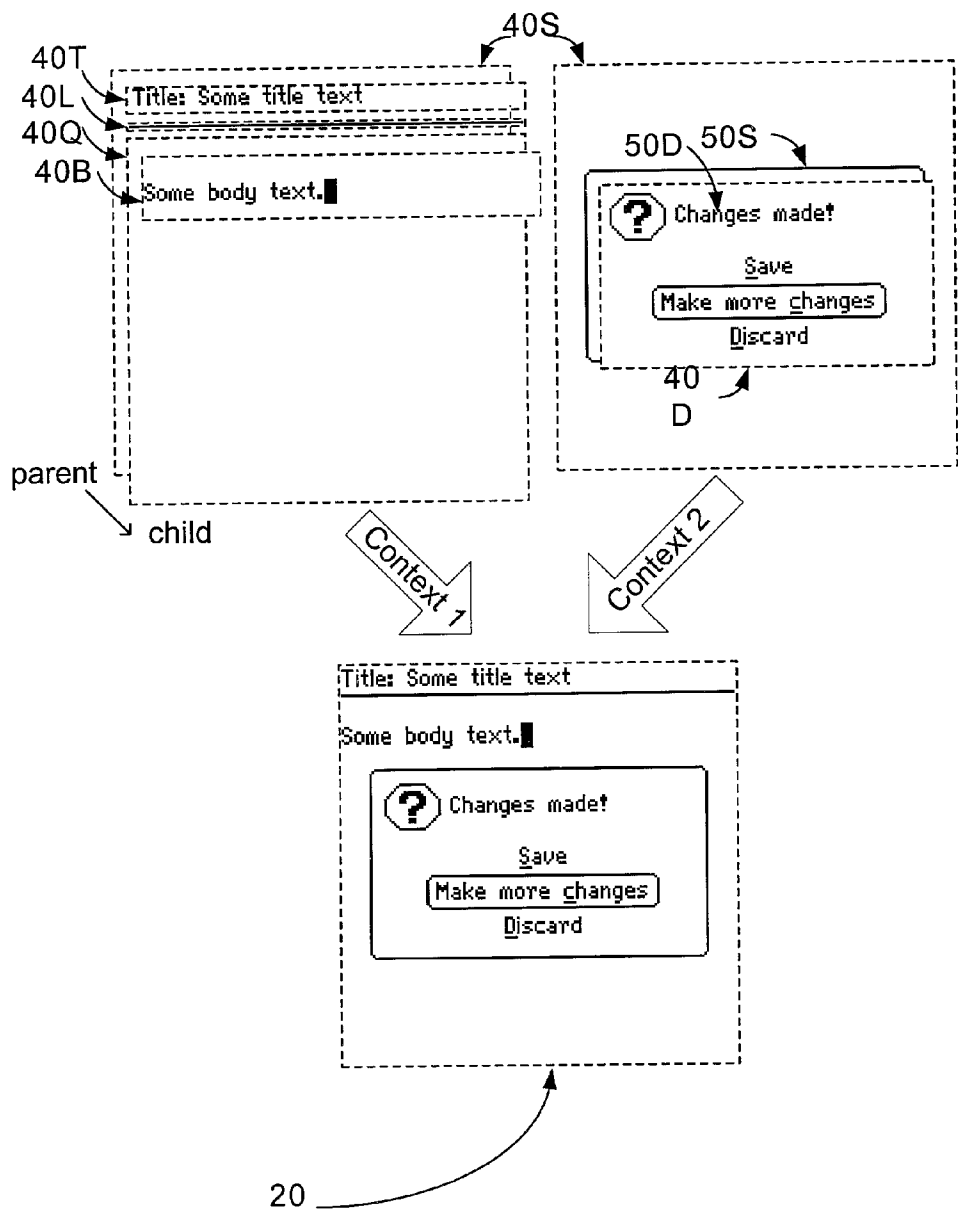 40S
40T
Title: Some title text
40L
40Q
50D
50S
40B
Some body text.
? Changes made!
Save
Make more changes
Discard
40
D
parent
child
Context 1
Context 2
Title: Some title text
Some body text.
? Changes made!
Save
Make more changes
Discard
20